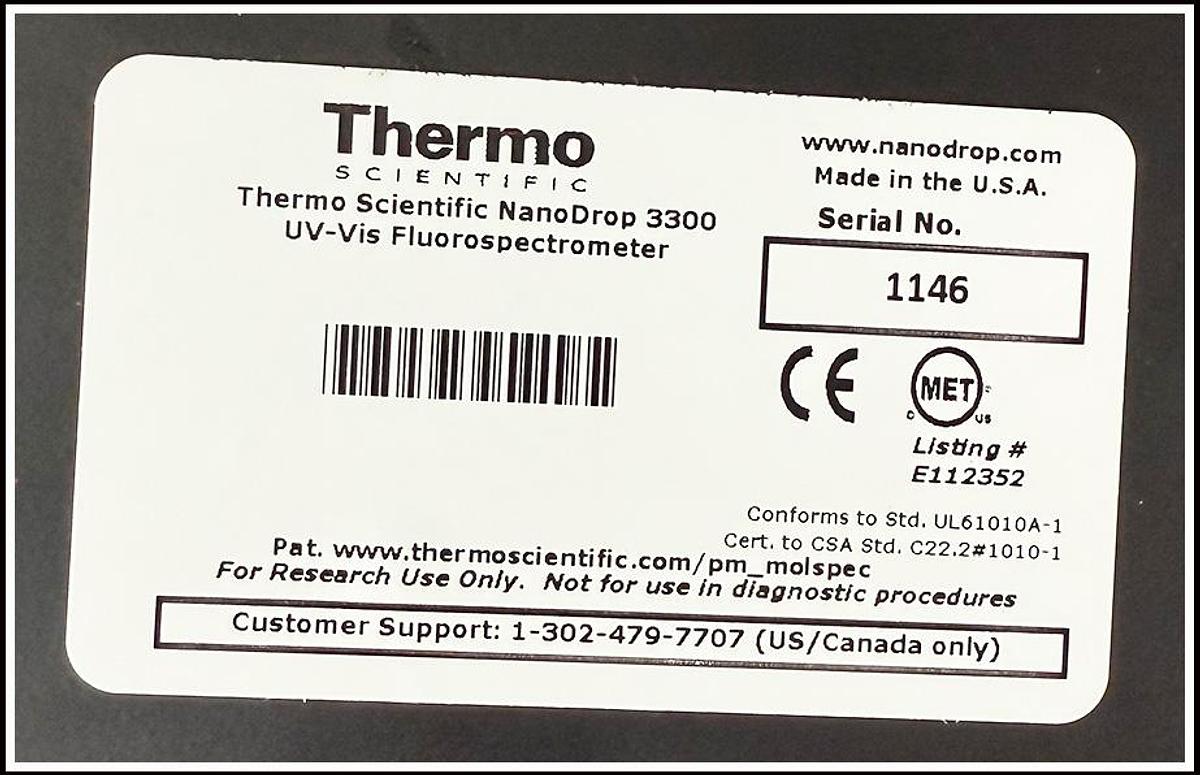 Thermo
SCIENTIFIC
Thermo Scientific NanoDrop 3300
UV-Vis Fluorospectrometer
www.nanodrop.com
Made in the U.S.A.
Serial No.
1146
CE
MET
C US
Listing #
E112352
Conforms to Std. UL61010A-1
Cert. to CSA Std. C22.2#1010-1
Pat. www.thermoscientific.com/pm_molspec
For Research Use Only. Not for use in diagnostic procedures
Customer Support: 1-302-479-7707 (US/Canada only)